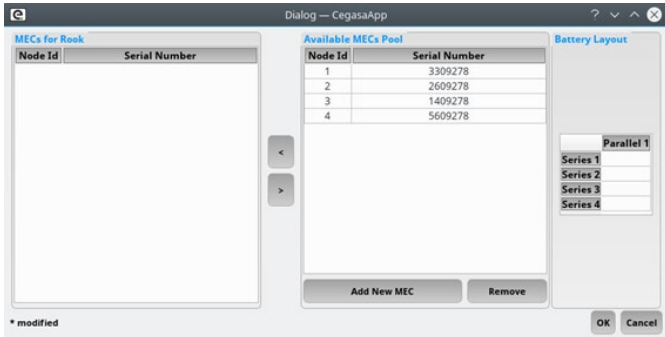 Dialog — CegasaApp
MECs for Rook
Node Id Serial Number
Available MECs Pool
Node Id Serial Number
1 3309278
2 2609278
3 1409278
4 5609278
<
>
Add New MEC Remove
Battery Layout
Parallel 1
Series 1
Series 2
Series 3
Series 4
* modified
OK Cancel